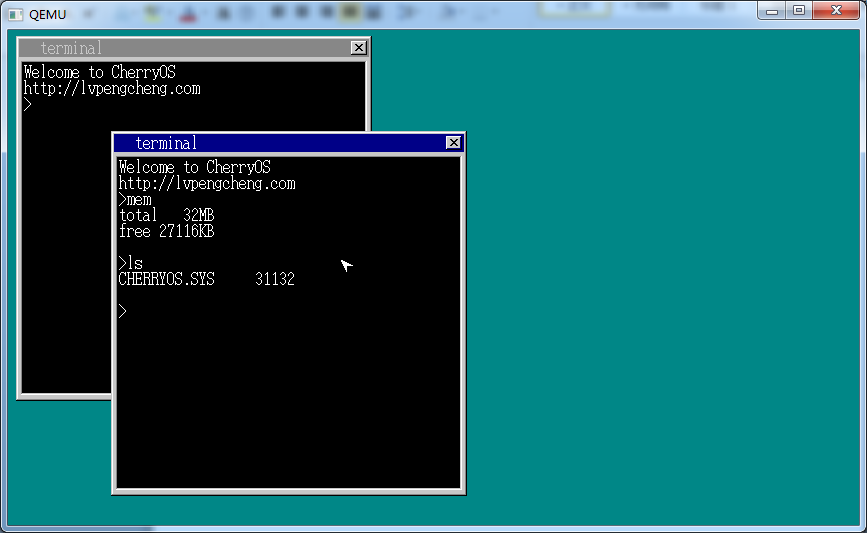 QEMU
terminal
Welcome to CherryOS
http://lvpengcheng.com
>
terminal
Welcome to CherryOS
http://lvpengcheng.com
>mem
total   32MB
free 27116KB
>ls
CHERRYOS.SYS     31132
>